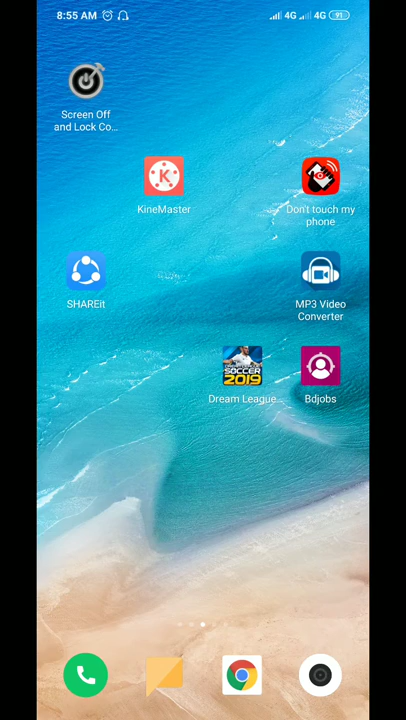 8:55 AM 4G 4G 91
Screen Off
and Lock Co...
KineMaster
Don't touch my
phone
SHAREit
MP3 Video
Converter
SOCCER
2019
Dream League...
Bdjobs